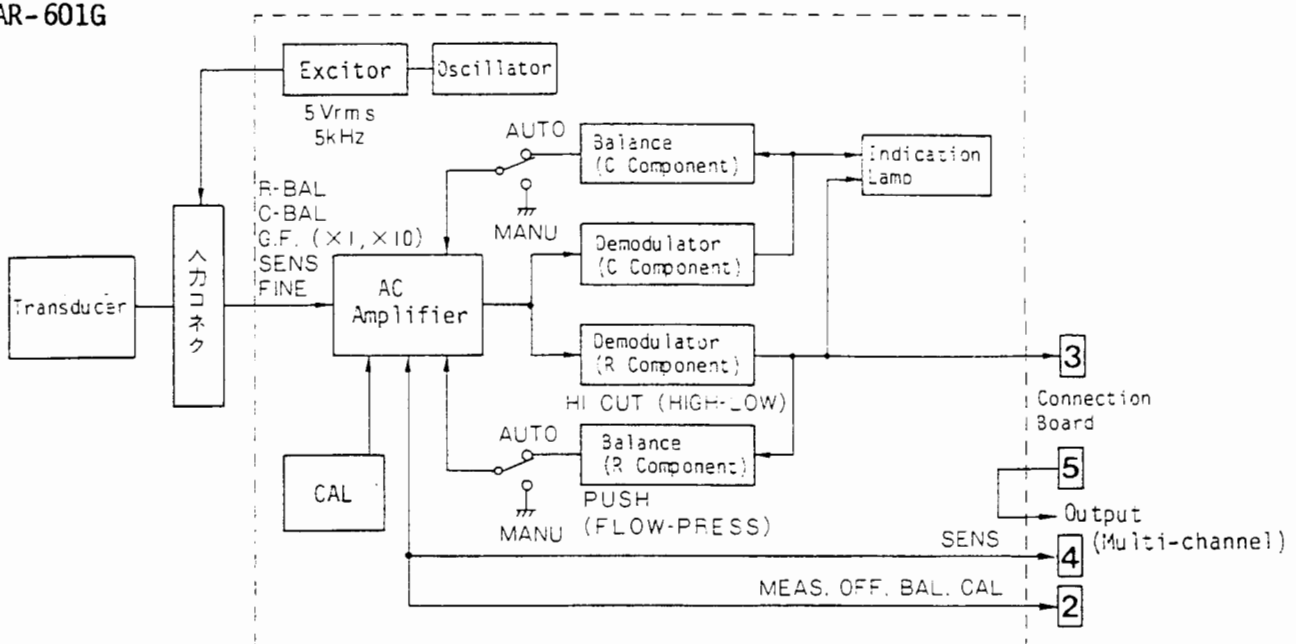 AR-601G
Excitor
Oscillator
5Vrms
5kHz
AUTO
MANU
Balance
(C Component)
Indication
Lamp
R-BAL
C-BAL
G.F. (×1, ×10)
SENS
FINE
Transducer
入力コネク
AC
Amplifier
Demodulator
(C Component)
Demodulator
(R Component)
HI CUT (HIGH-LOW)
3
Connection
Board
CAL
AUTO
MANU
Balance
(R Component)
PUSH
(FLOW-PRESS)
5
Output
(Multi-channel)
SENS
4
MEAS. OFF. BAL. CAL
2